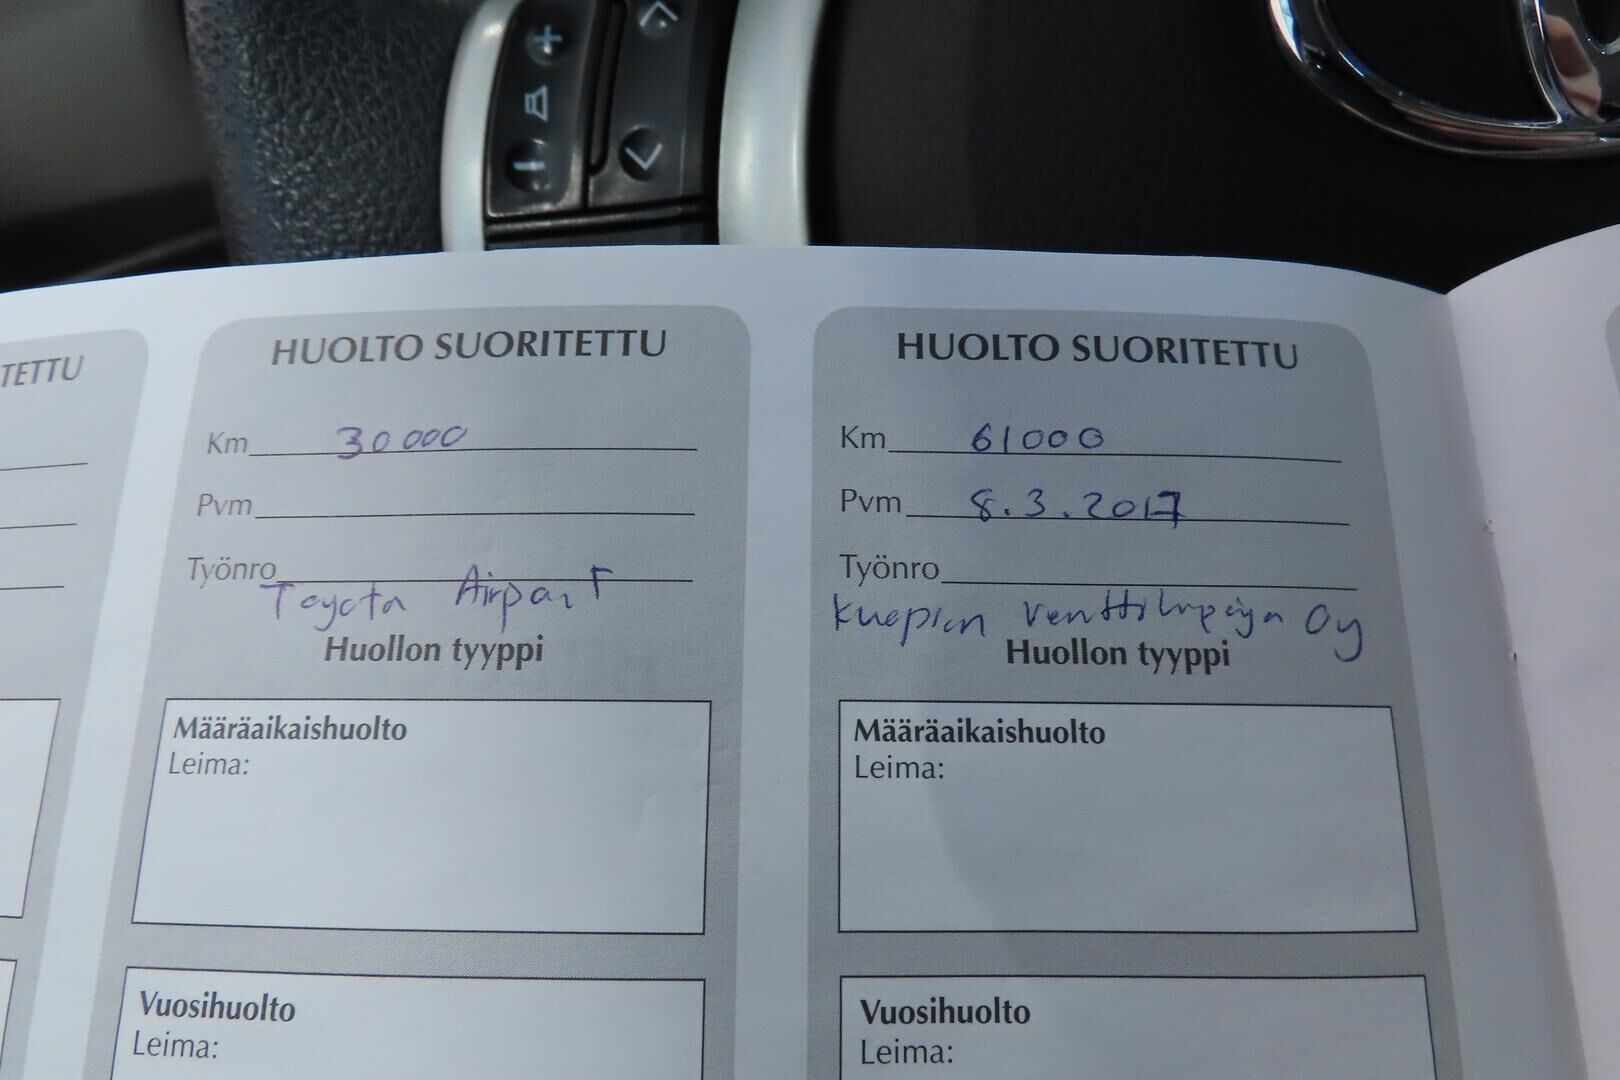 TETTU
HUOLTO SUORITETTU
Km 30 000
Pvm
Työnro
Toyota Airport
Huollon tyyppi
Määräaikaishuolto
Leima:
Vuosihuolto
Leima:
HUOLTO SUORITETTU
Km 61000
Pvm 8.3.2017
Työnro
Kuopion Oy
Huollon tyyppi
Määräaikaishuolto
Leima:
Vuosihuolto
Leima: